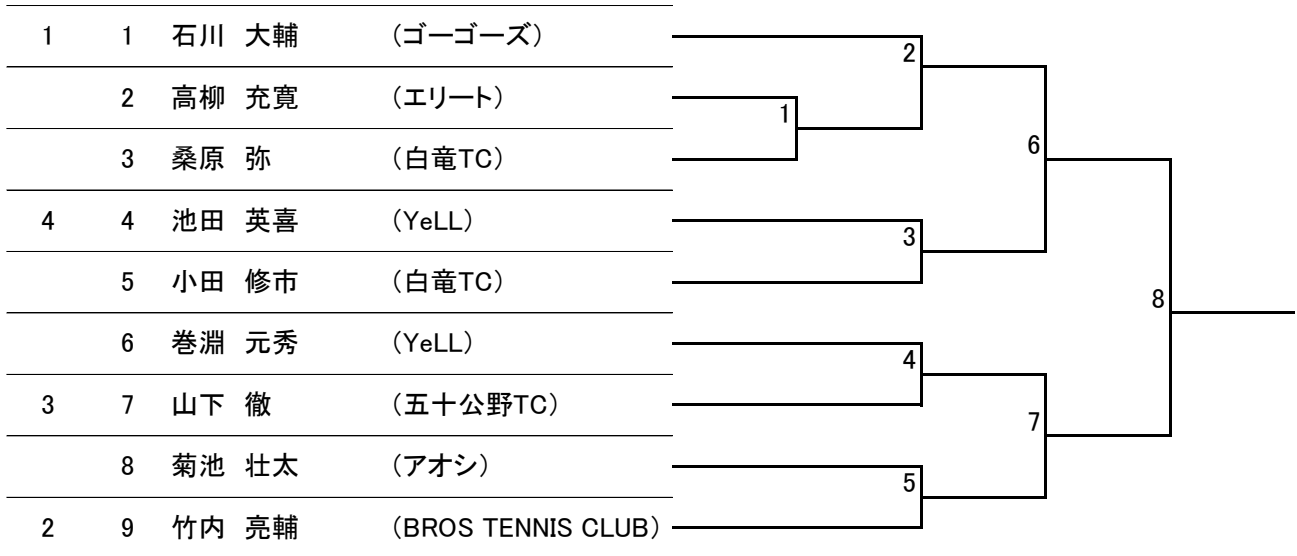 1 1 石川 大輔 (ゴーゴーズ)
2
2 高柳 充寛 (エリート)
1
6
3 桑原 弥 (白竜TC)
4 4 池田 英喜 (YeLL)
3
5 小田 修市 (白竜TC)
8
6 巻淵 元秀 (YeLL)
4
3 7 山下 徹 (五十公野TC)
7
8 菊池 壮太 (アオシ)
5
2 9 竹内 亮輔 (BROS TENNIS CLUB)